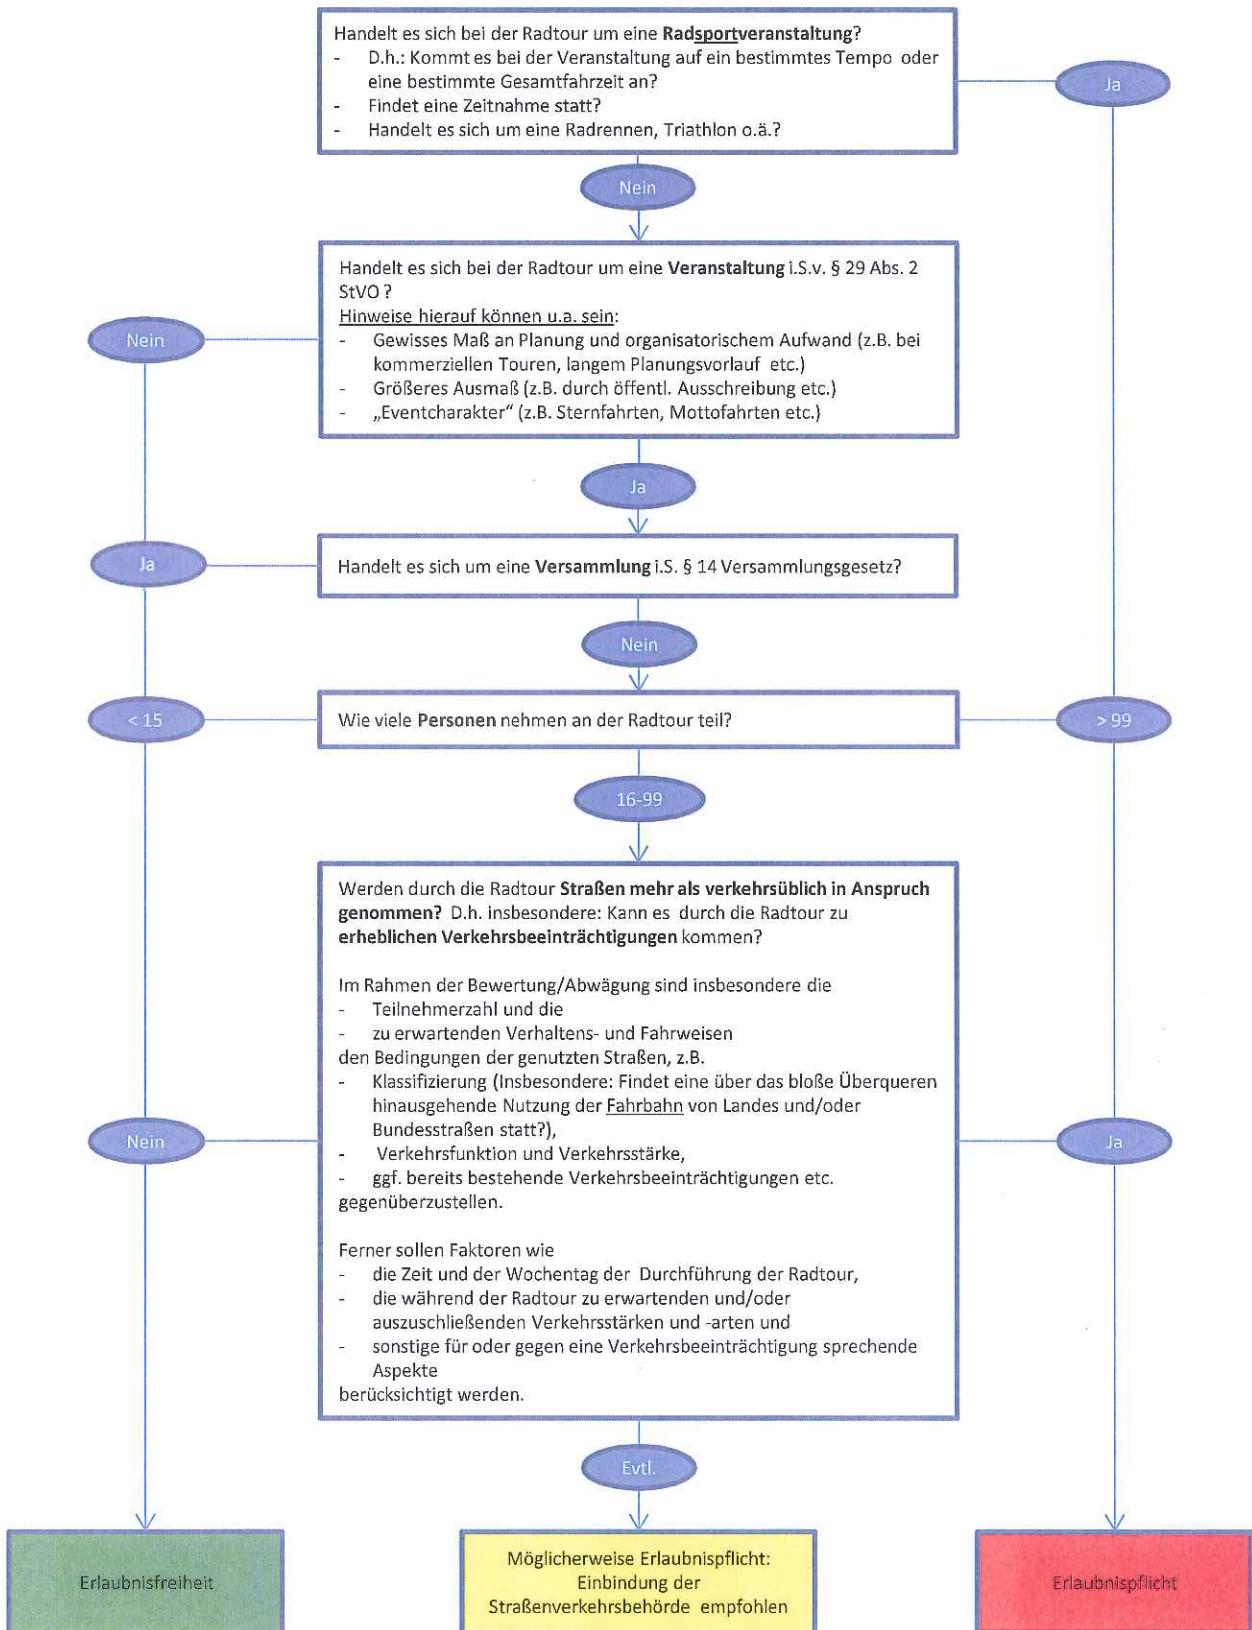 Handelt es sich bei der Radtour um eine Radsportveranstaltung?
- D.h.: Kommt es bei der Veranstaltung auf ein bestimmtes Tempo oder
eine bestimmte Gesamtfahrzeit an?
- Findet eine Zeitnahme statt?
- Handelt es sich um eine Radrennen, Triathlon o.ä.?
Ja
Nein
Handelt es sich bei der Radtour um eine Veranstaltung i.S.v. § 29 Abs. 2
StVO ?
Hinweise hierauf können u.a. sein:
- Gewisses Maß an Planung und organisatorischem Aufwand (z.B. bei
kommerziellen Touren, langem Planungsvorlauf etc.)
- Größeres Ausmaß (z.B. durch öffentl. Ausschreibung etc.)
- „Eventcharakter“ (z.B. Sternfahrten, Mottofahrten etc.)
Nein
Ja
Handelt es sich um eine Versammlung i.S. § 14 Versammlungsgesetz?
Ja
Nein
Wie viele Personen nehmen an der Radtour teil?
< 15
> 99
16-99
Werden durch die Radtour Straßen mehr als verkehrsüblich in Anspruch
genommen? D.h. insbesondere: Kann es durch die Radtour zu
erheblichen Verkehrsbeeinträchtigungen kommen?
Im Rahmen der Bewertung/Abwägung sind insbesondere die
- Teilnehmerzahl und die
- zu erwartenden Verhaltens- und Fahrweisen
den Bedingungen der genutzten Straßen, z.B.
- Klassifizierung (Insbesondere: Findet eine über das bloße Überqueren
hinausgehende Nutzung der Fahrbahn von Landes und/oder
Bundesstraßen statt?),
- Verkehrsfunktion und Verkehrsstärke,
- ggf. bereits bestehende Verkehrsbeeinträchtigungen etc.
gegenüberzustellen.
Ferner sollen Faktoren wie
- die Zeit und der Wochentag der Durchführung der Radtour,
- die während der Radtour zu erwartenden und/oder
auszuschließenden Verkehrsstärken und -arten und
- sonstige für oder gegen eine Verkehrsbeeinträchtigung sprechende
Aspekte
berücksichtigt werden.
Nein
Ja
Evtl.
Erlaubnisfreiheit
Möglicherweise Erlaubnispflicht:
Einbindung der
Straßenverkehrsbehörde empfohlen
Erlaubnispflicht